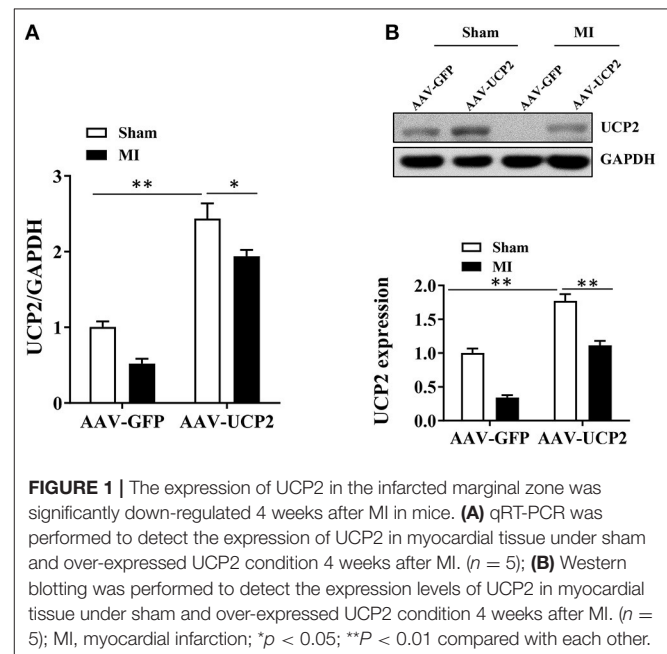 A
B
Sham
MI
AAV-GFP
AAV-UCP2
AAV-GFP
AAV-UCP2
UCP2
GAPDH
Sham
MI
**
*
3
2
1
0
UCP2/GAPDH
AAV-GFP
AAV-UCP2
Sham
MI
**
**
2.0
1.5
1.0
0.5
0.0
UCP2 expression
AAV-GFP
AAV-UCP2
FIGURE 1 | The expression of UCP2 in the infarcted marginal zone was
significantly down-regulated 4 weeks after MI in mice. (A) qRT-PCR was
performed to detect the expression of UCP2 in myocardial tissue under sham
and over-expressed UCP2 condition 4 weeks after MI. (n = 5); (B) Western
blotting was performed to detect the expression levels of UCP2 in myocardial
tissue under sham and over-expressed UCP2 condition 4 weeks after MI. (n =
5); MI, myocardial infarction; *p < 0.05; **P < 0.01 compared with each other.